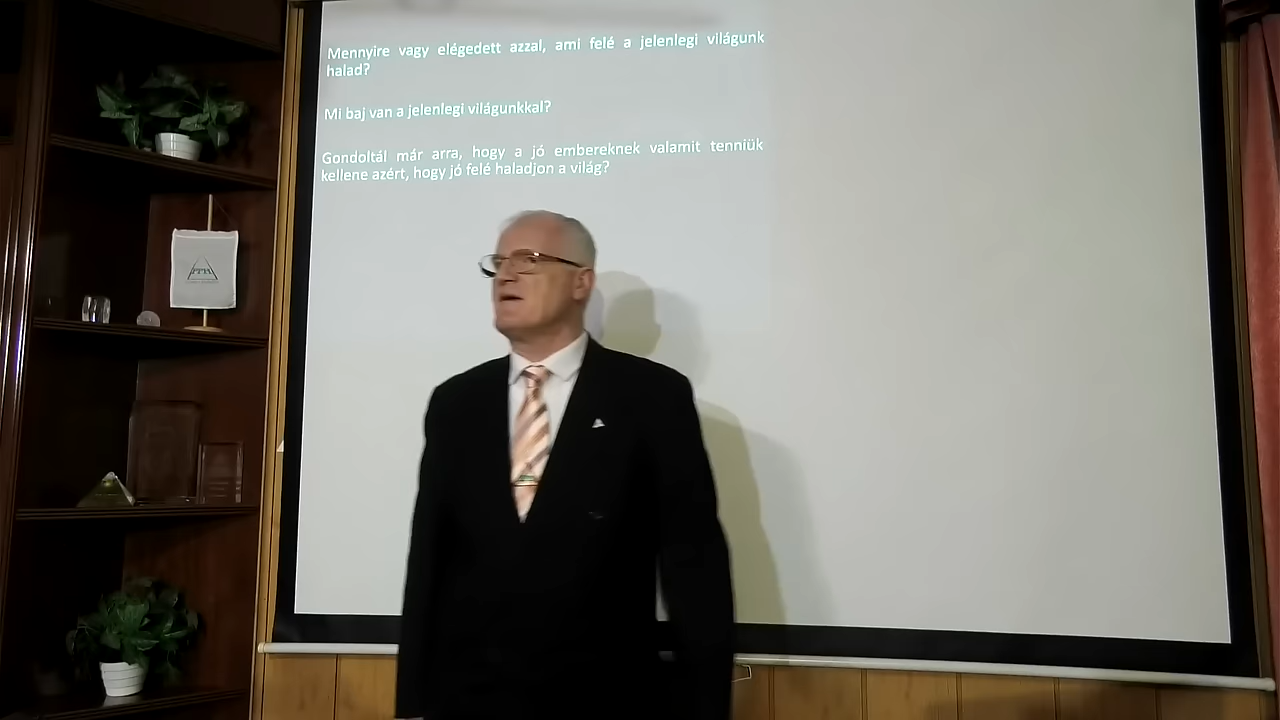 Mennyire vagy elégedett azzal, ami felé a jelenlegi világunk
halad?
Mi baj van a jelenlegi világunkkal?
Gondoltál már arra, hogy a jó embereknek valamit tenniük
kellene azért, hogy jó felé haladjon a világ?